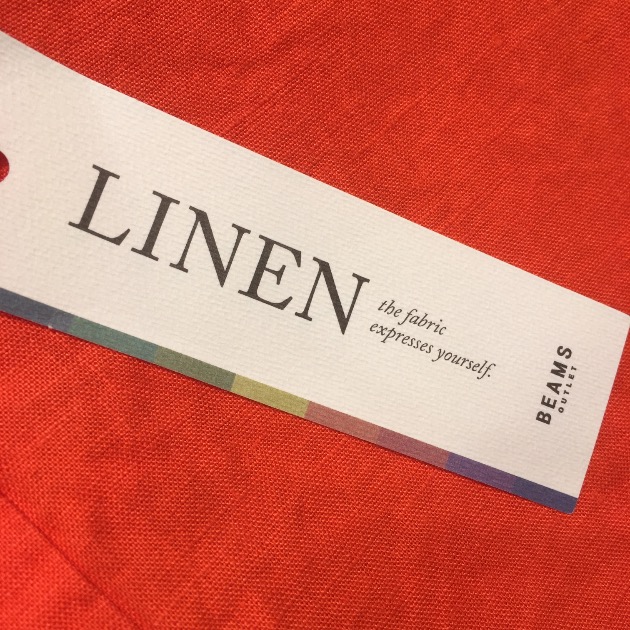 LINEN
the fabric
expresses yourself.
BEAMS
OUTLET